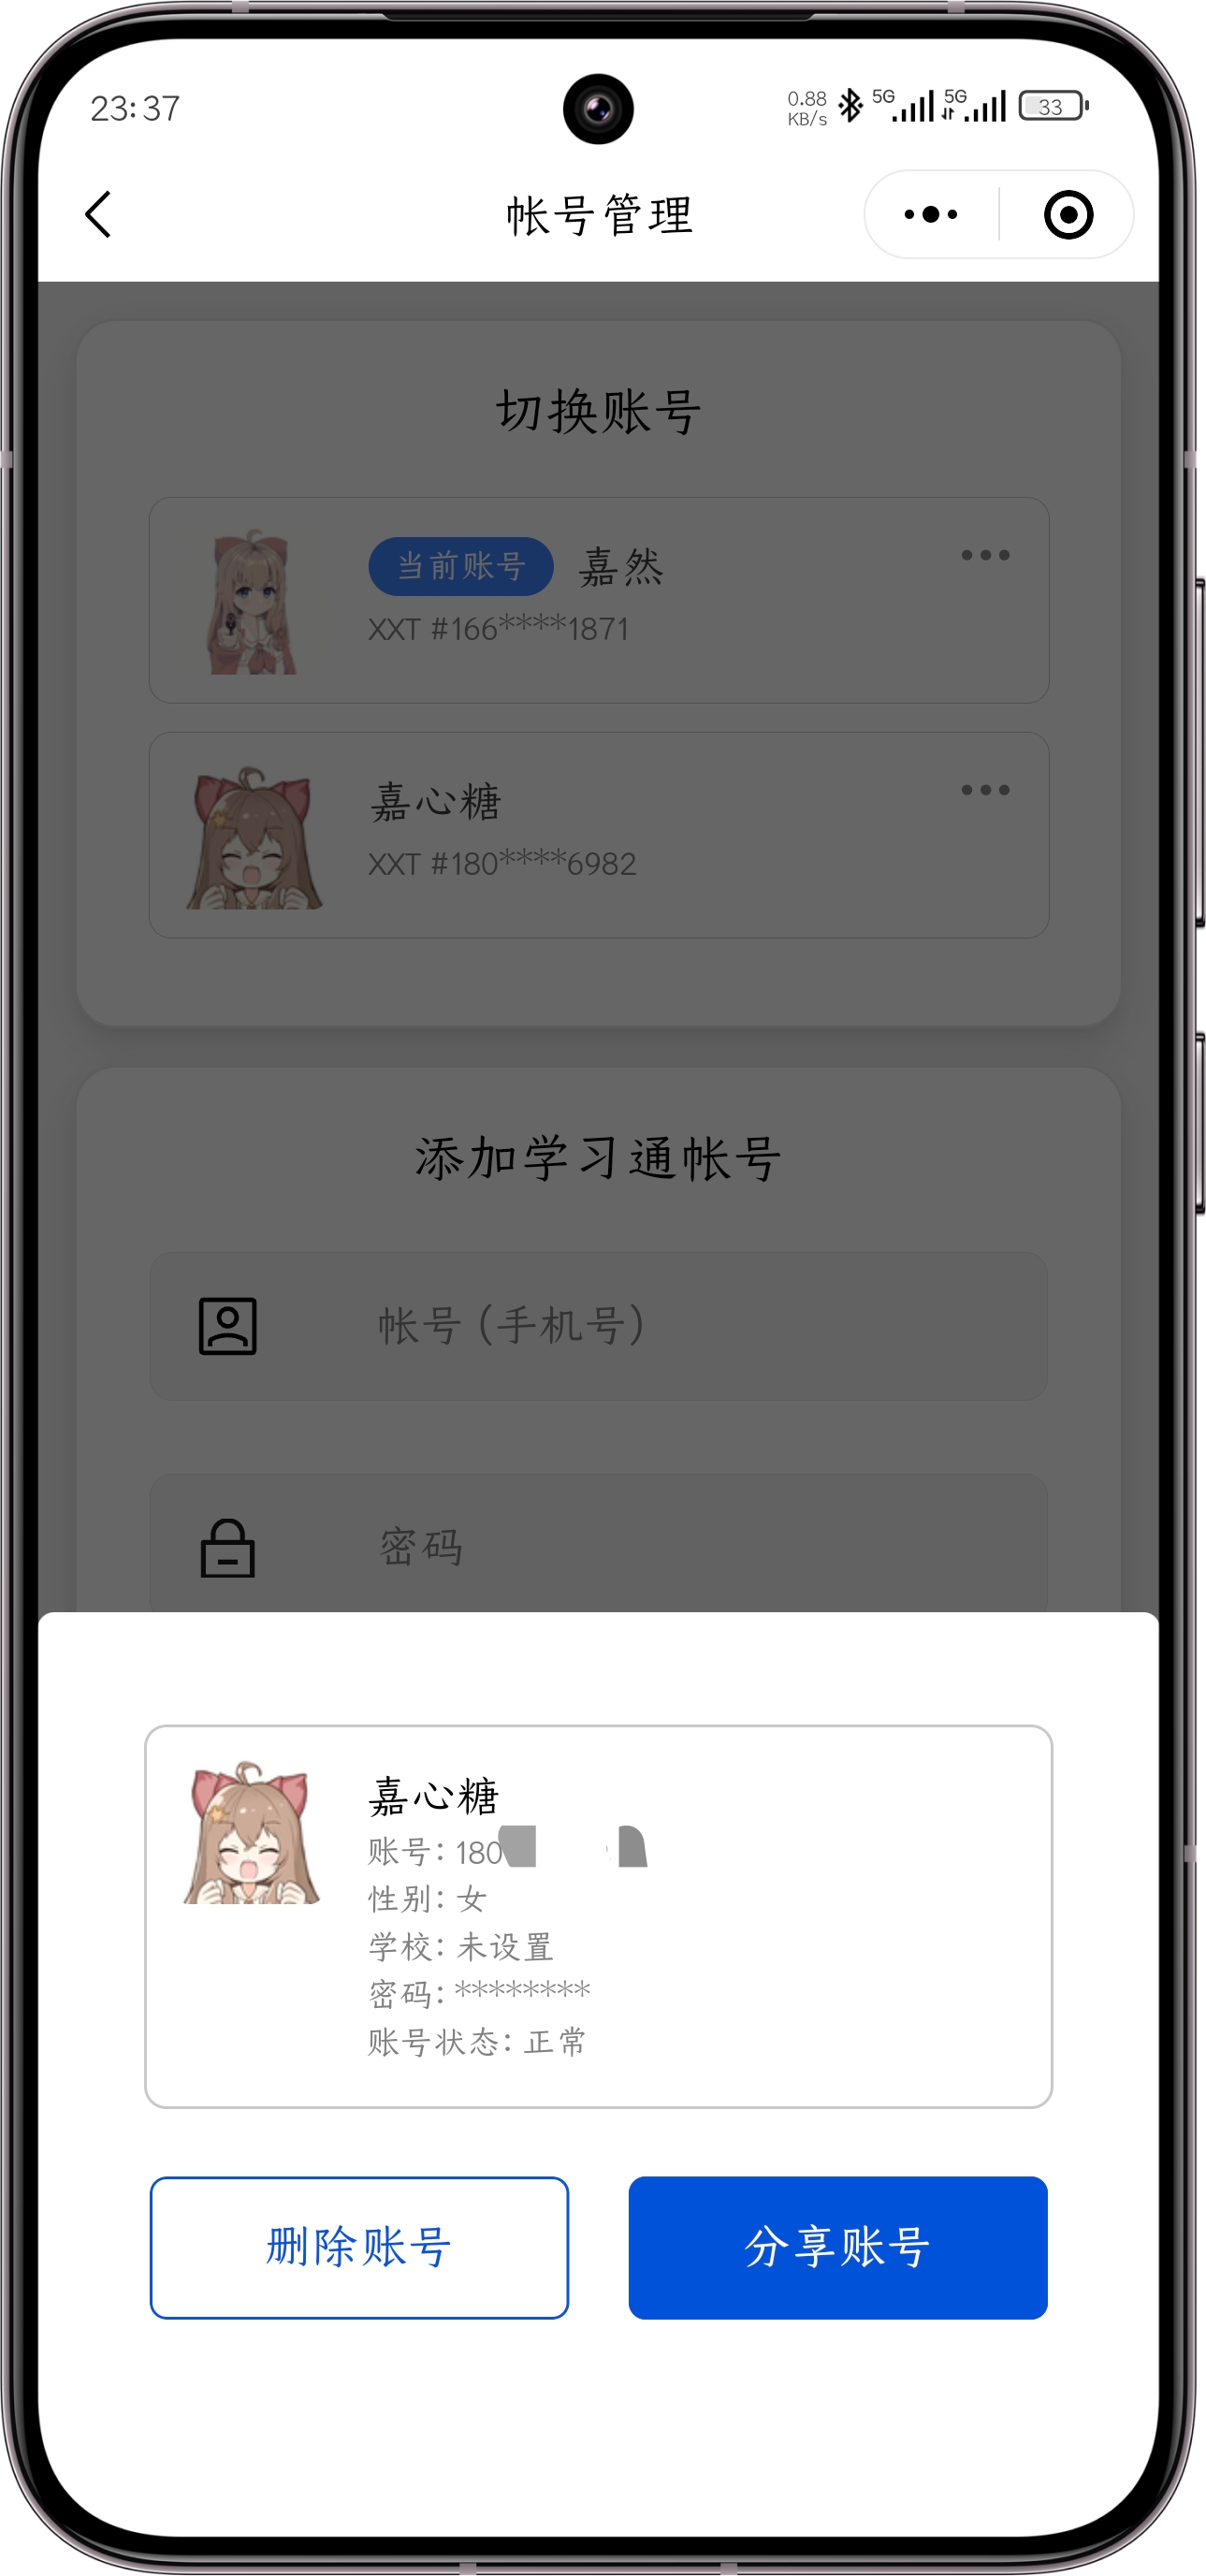 23:37
0.88 KB/s 5G 5G 33
帐号管理
切换账号
当前账号 嘉然
XXT #166****1871
嘉心糖
XXT #180****6982
添加学习通帐号
帐号 (手机号)
密码
嘉心糖
账号: 180
性别: 女
学校: 未设置
密码: ********
账号状态: 正常
删除账号
分享账号